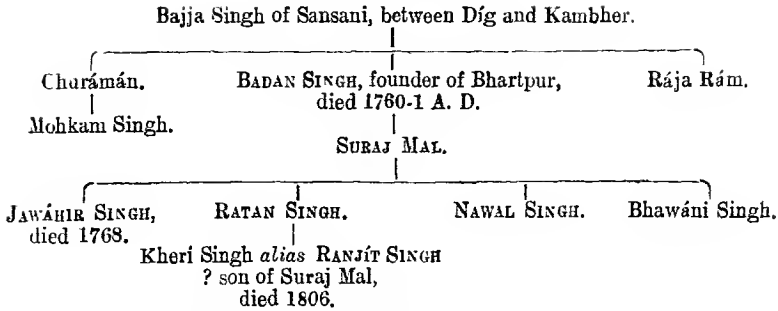 Bajja Singh of Sansani, between Díg and Kambher.
Churámán. BADAN SINGH, founder of Bhartpur, Rája Rám.
died 1760-1 A. D.
Mohkam Singh.
SURAJ MAL.
JAWÁHIR SINGH, RATAN SINGH. NAWAL SINGH. Bhawáni Singh.
died 1768.
Kheri Singh alias RANJÍT SINGH
? son of Suraj Mal,
died 1806.